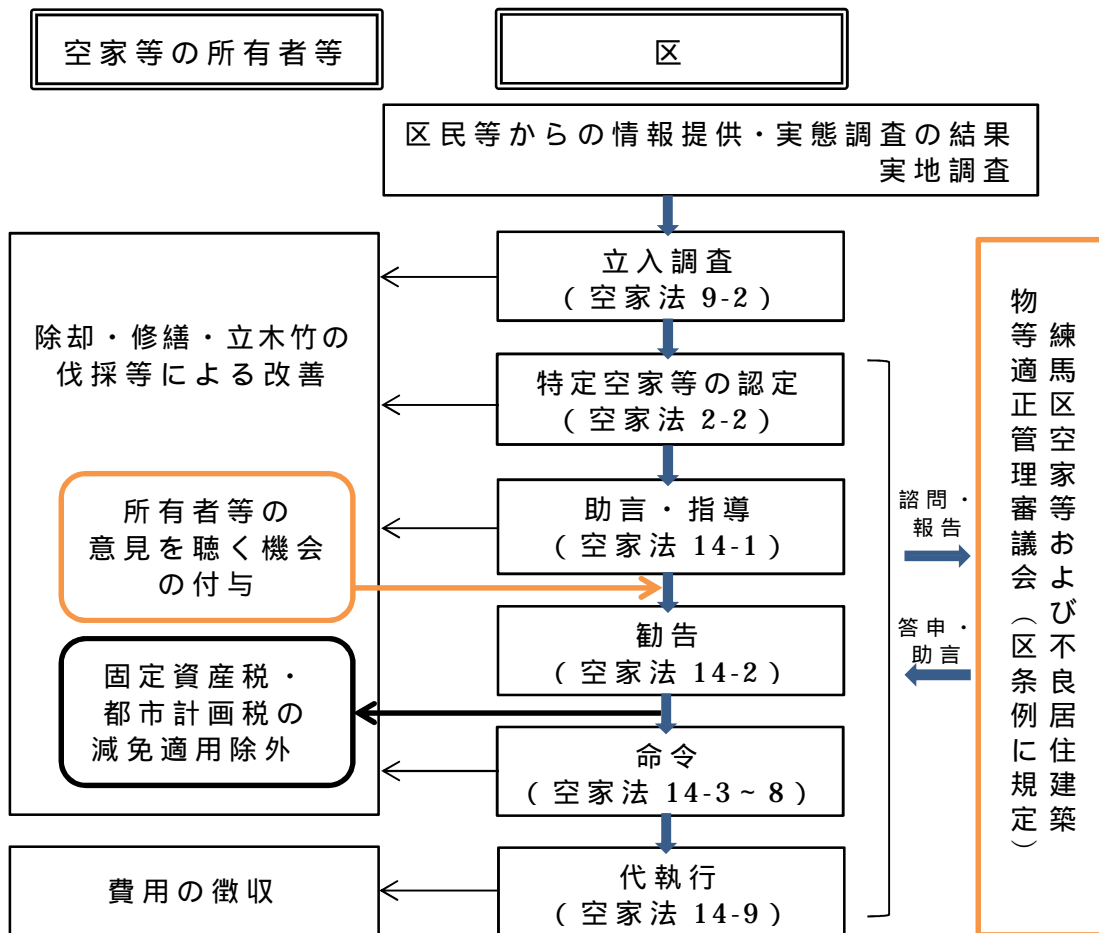 空家等の所有者等
区
区民等からの情報提供・実態調査の結果
実地調査
立入調査
(空家法 9-2)
除却・修繕・立木竹の
伐採等による改善
特定空家等の認定
(空家法 2-2)
所有者等の
意見を聴く機会
の付与
助言・指導
(空家法 14-1)
勧告
(空家法 14-2)
固定資産税・
都市計画税の
減免適用除外
命令
(空家法 14-3~8)
費用の徴収
代執行
(空家法 14-9)
諮問・
報告
答申・
助言
練馬区空家等および不良居住建築
物等適正管理審議会(区条例に規定)